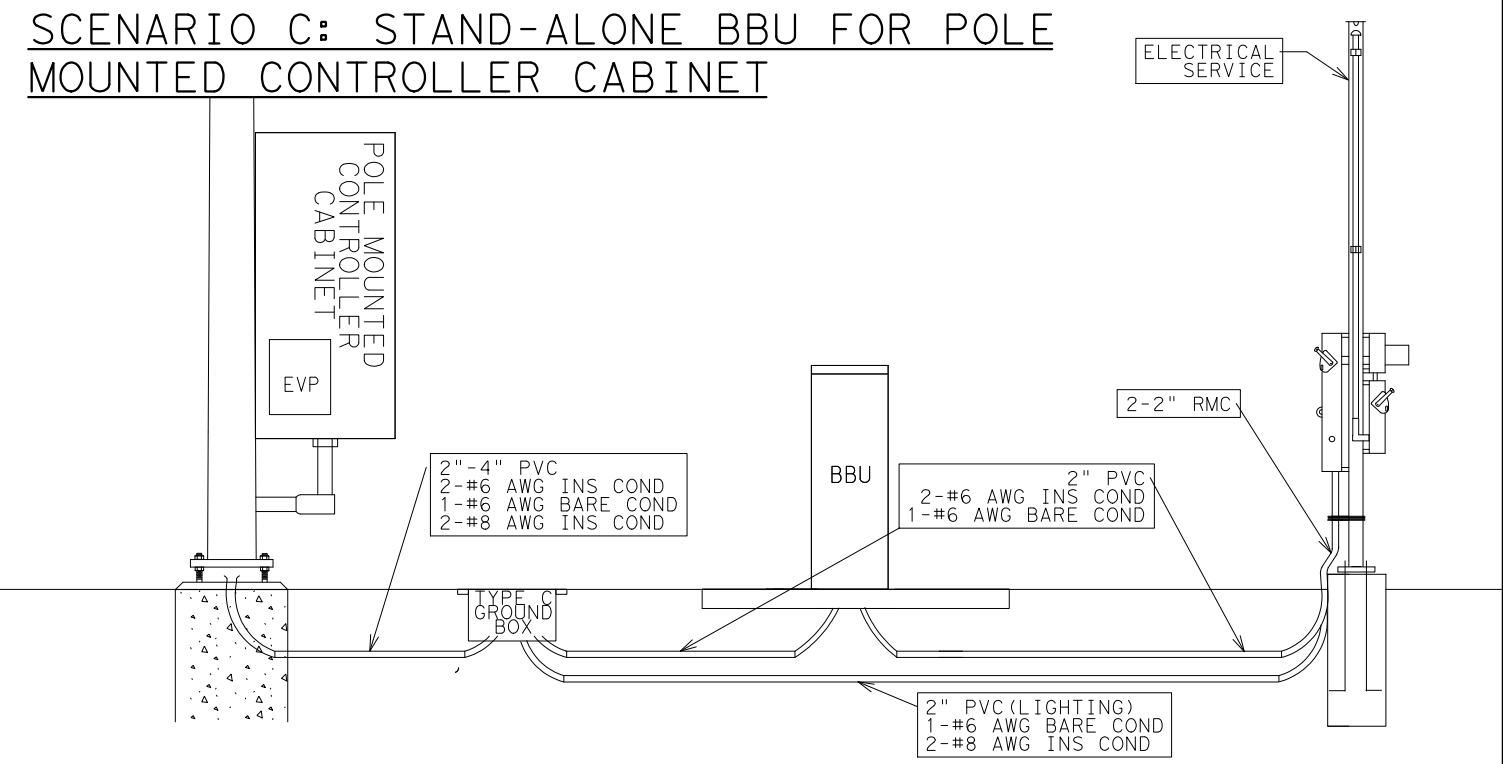 SCENARIO C: STAND-ALONE BBU FOR POLE
MOUNTED CONTROLLER CABINET
ELECTRICAL
SERVICE
POLE MOUNTED
CONTROLLER
CABINET
EVP
2-2" RMC
2"-4" PVC
2-#6 AWG INS COND
1-#6 AWG BARE COND
2-#8 AWG INS COND
BBU
2" PVC
2-#6 AWG INS COND
1-#6 AWG BARE COND
TYPE C
GROUND
BOX
2" PVC(LIGHTING)
1-#6 AWG BARE COND
2-#8 AWG INS COND